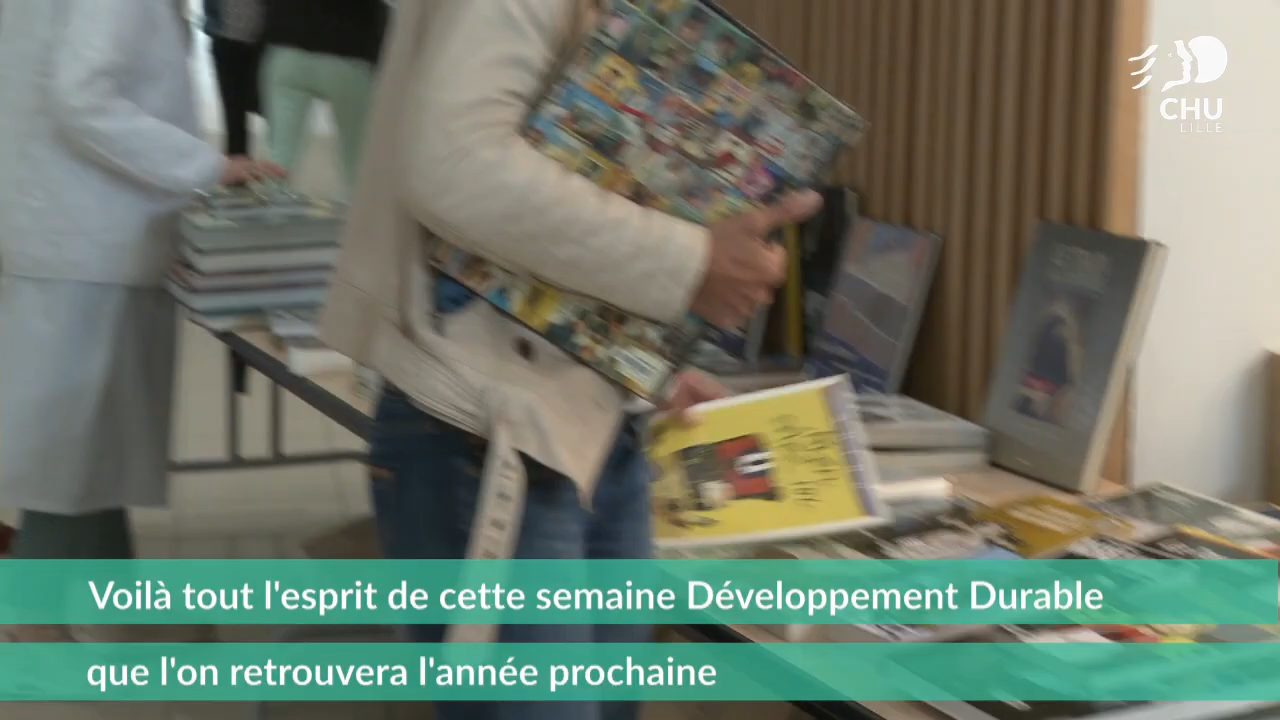 CHU
LILLE
Voilà tout l'esprit de cette semaine Développement Durable
que l'on retrouvera l'année prochaine